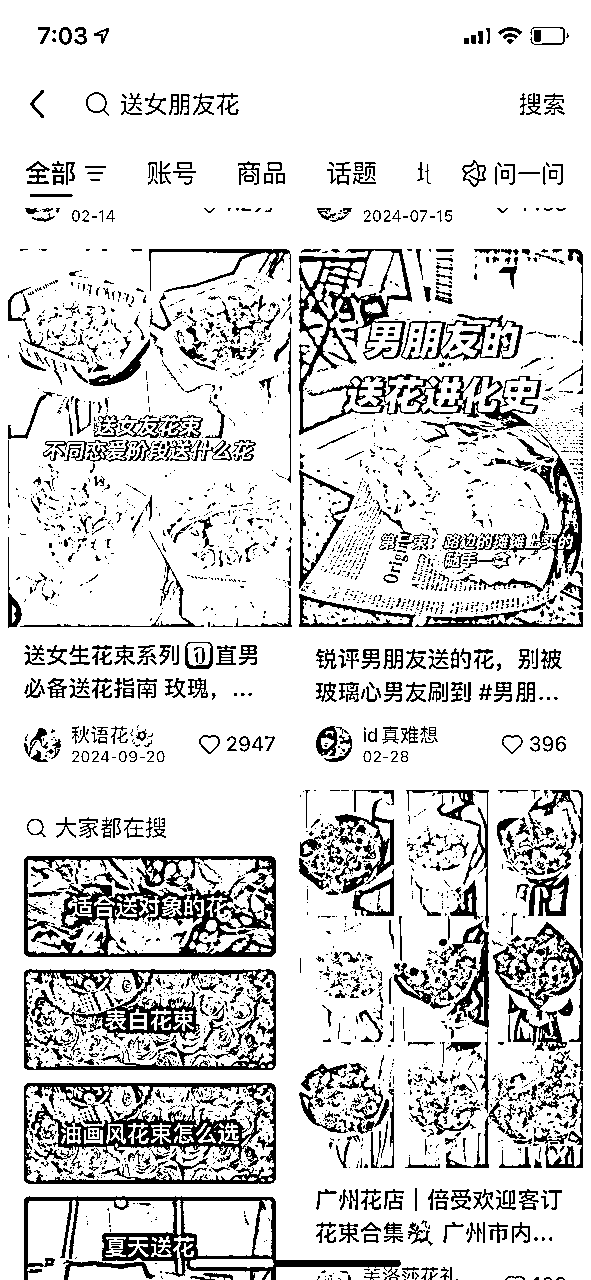 7:03
送女朋友花
搜索
全部
账号
商品
话题
问一问
02-14
2024-07-15
送女友花束
不同恋爱阶段送什么花
男朋友的
送花进化史
路边的摊摊上买的
Orig
送女生花束系列 直男
必备送花指南 玫瑰，...
秋语花
2024-09-20
2947
锐评男朋友送的花，别被
玻璃心男友刷到 #男朋...
id 真难想
02-28
396
大家都在搜
适合送对象的花
表白花束
油画风花束怎么选
夏天送花
广州花店｜倍受欢迎客订
花束合集 广州市内...